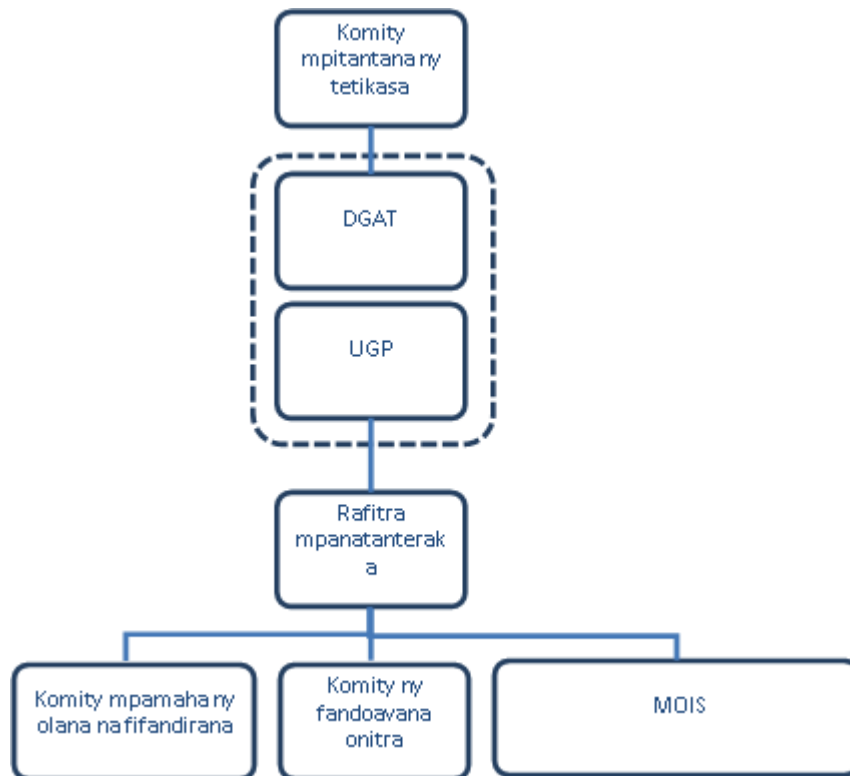 Komity
mpitantana ny
tetikasa
DGAT
UGP
Rafitra
mpanatanterak
a
Komity mpamaha ny
olana na fifandirana
Komity ny
fandoavana
onitra
MOIS